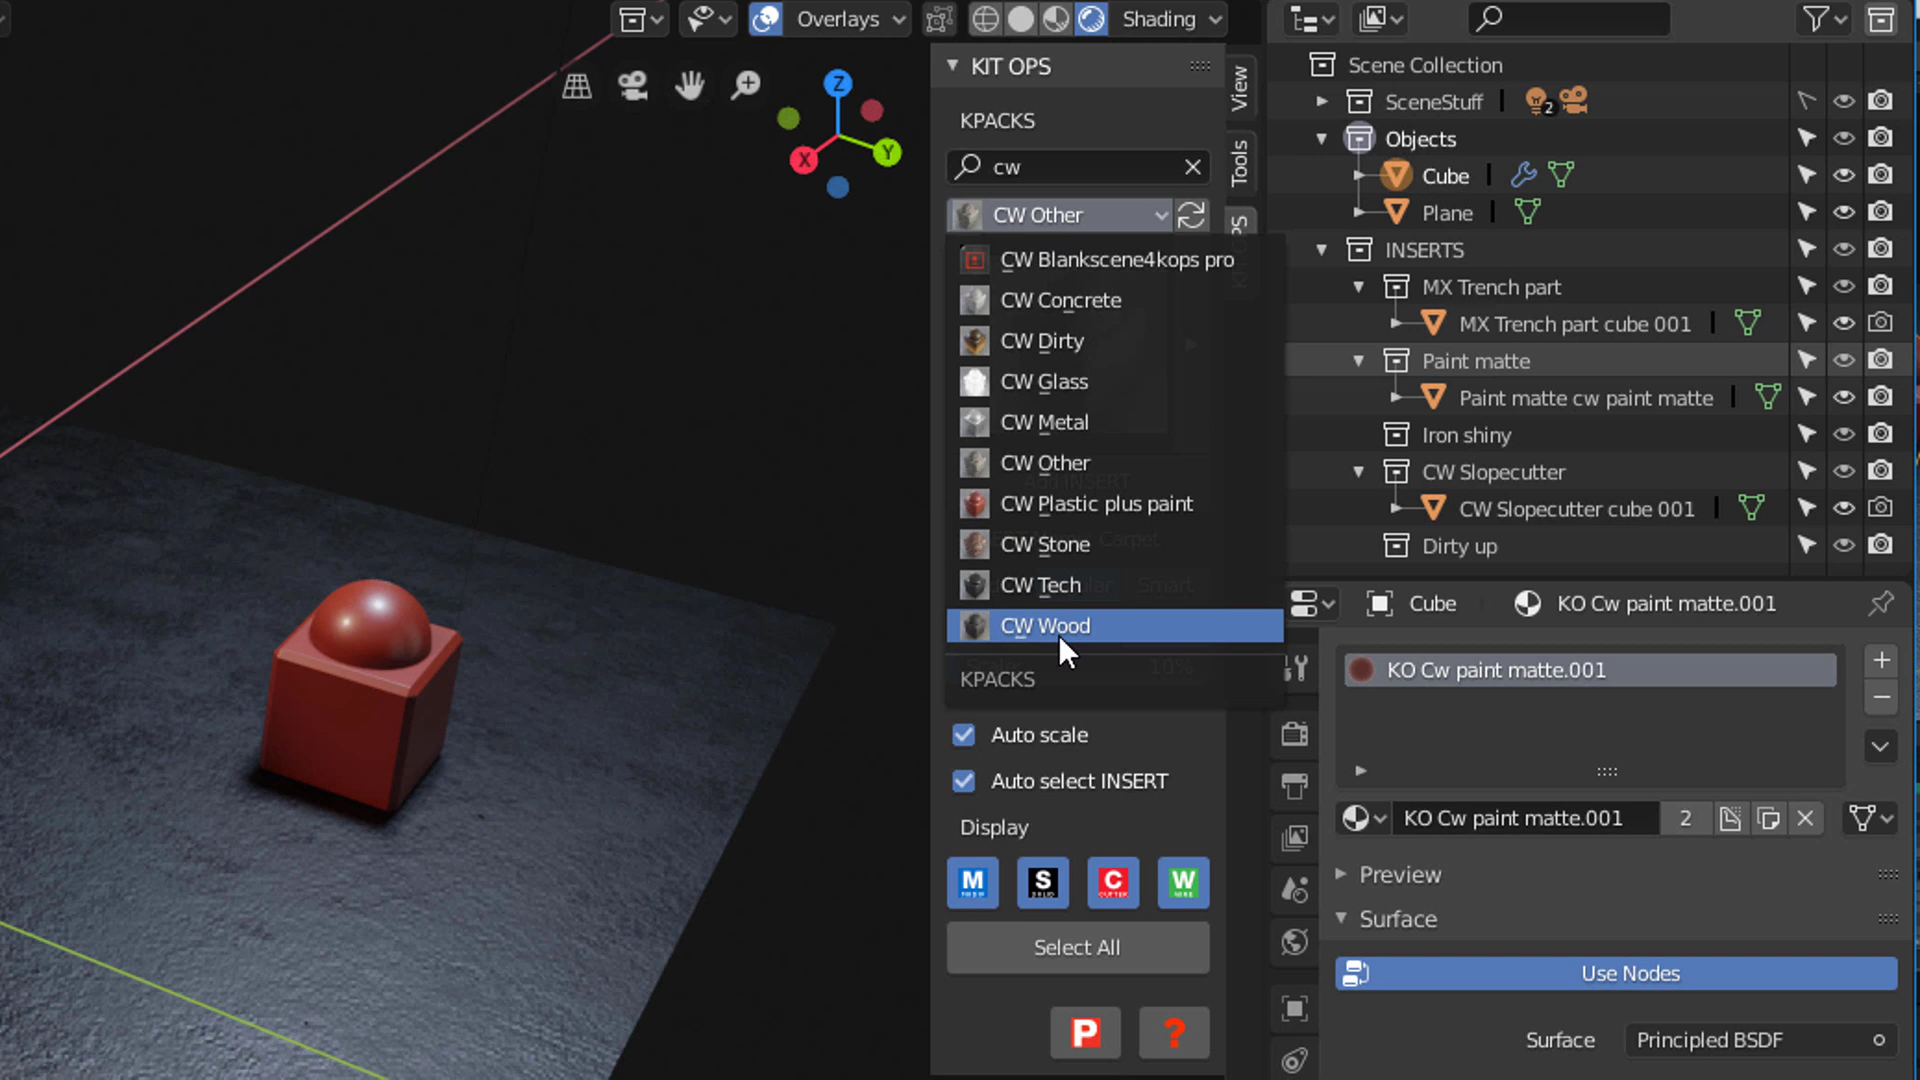 Overlays
Shading
Z
Y
X
KIT OPS
KPACKS
cw
CW Other
CW Blankscene4kops pro
CW Concrete
CW Dirty
CW Glass
CW Metal
CW Other
CW Plastic plus paint
CW Stone
CW Tech
CW Wood
KPACKS
Auto scale
Auto select INSERT
Display
M
S
C
W
Select All
P
?
View
Tools
Scene Collection
SceneStuff
2
Objects
Cube
Plane
INSERTS
MX Trench part
MX Trench part cube 001
Paint matte
Paint matte cw paint matte
Iron shiny
CW Slopecutter
CW Slopecutter cube 001
Dirty up
Cube
KO Cw paint matte.001
KO Cw paint matte.001
KO Cw paint matte.001
2
Preview
Surface
Use Nodes
Surface
Principled BSDF